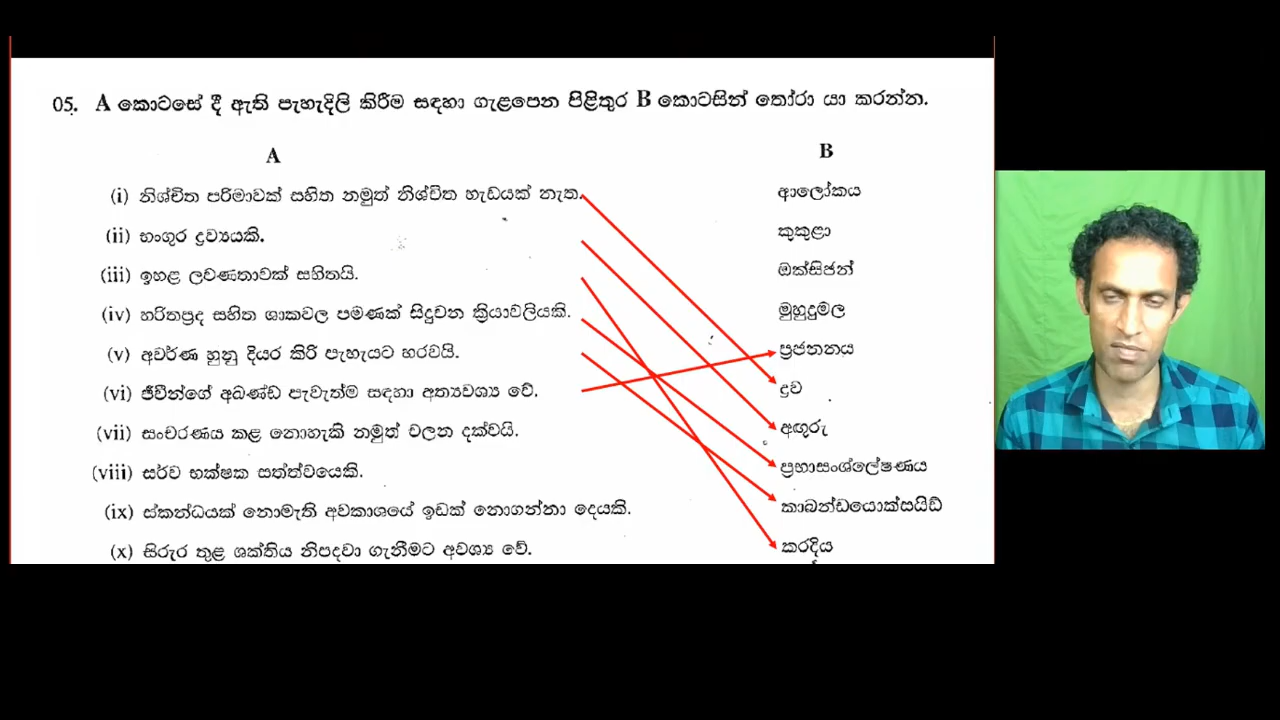 05. A කොටසේ දී ඇති පැහැදිලි කිරීම සඳහා ගැළපෙන පිළිතුර B කොටසින් තෝරා යා කරන්න.
A B
(i) නිශ්චිත පරිමාවක් සහිත නමුත් නිශ්චිත හැඩයක් නැත. ආලෝකය
(ii) භංගුර ද්‍රව්‍යයකි. කුකුළා
(iii) ඉහළ ලවණතාවක් සහිතයි. ඔක්සිජන්
(iv) හරිතප්‍රද සහිත ශාකවල පමණක් සිදුවන ක්‍රියාවලියකි. මුහුදුමල
(v) අවර්ණ හුනු දියර කිරි පැහැයට හරවයි. ප්‍රජනනය
(vi) ජීවීන්ගේ අඛණ්ඩ පැවැත්ම සඳහා අත්‍යවශ්‍ය වේ. ද්‍රව
(vii) සංචරණය කළ නොහැකි නමුත් චලන දක්වයි. අඟුරු
(viii) සර්ව භක්ෂක සත්ත්වයෙකි. ප්‍රභාසංශ්ලේෂණය
(ix) ස්කන්ධයක් නොමැති අවකාශයේ ඉඩක් නොගන්නා දෙයකි. කාබන්ඩයොක්සයිඩ්
(x) සිරුර තුළ ශක්තිය නිපදවා ගැනීමට අවශ්‍ය වේ. කරදිය